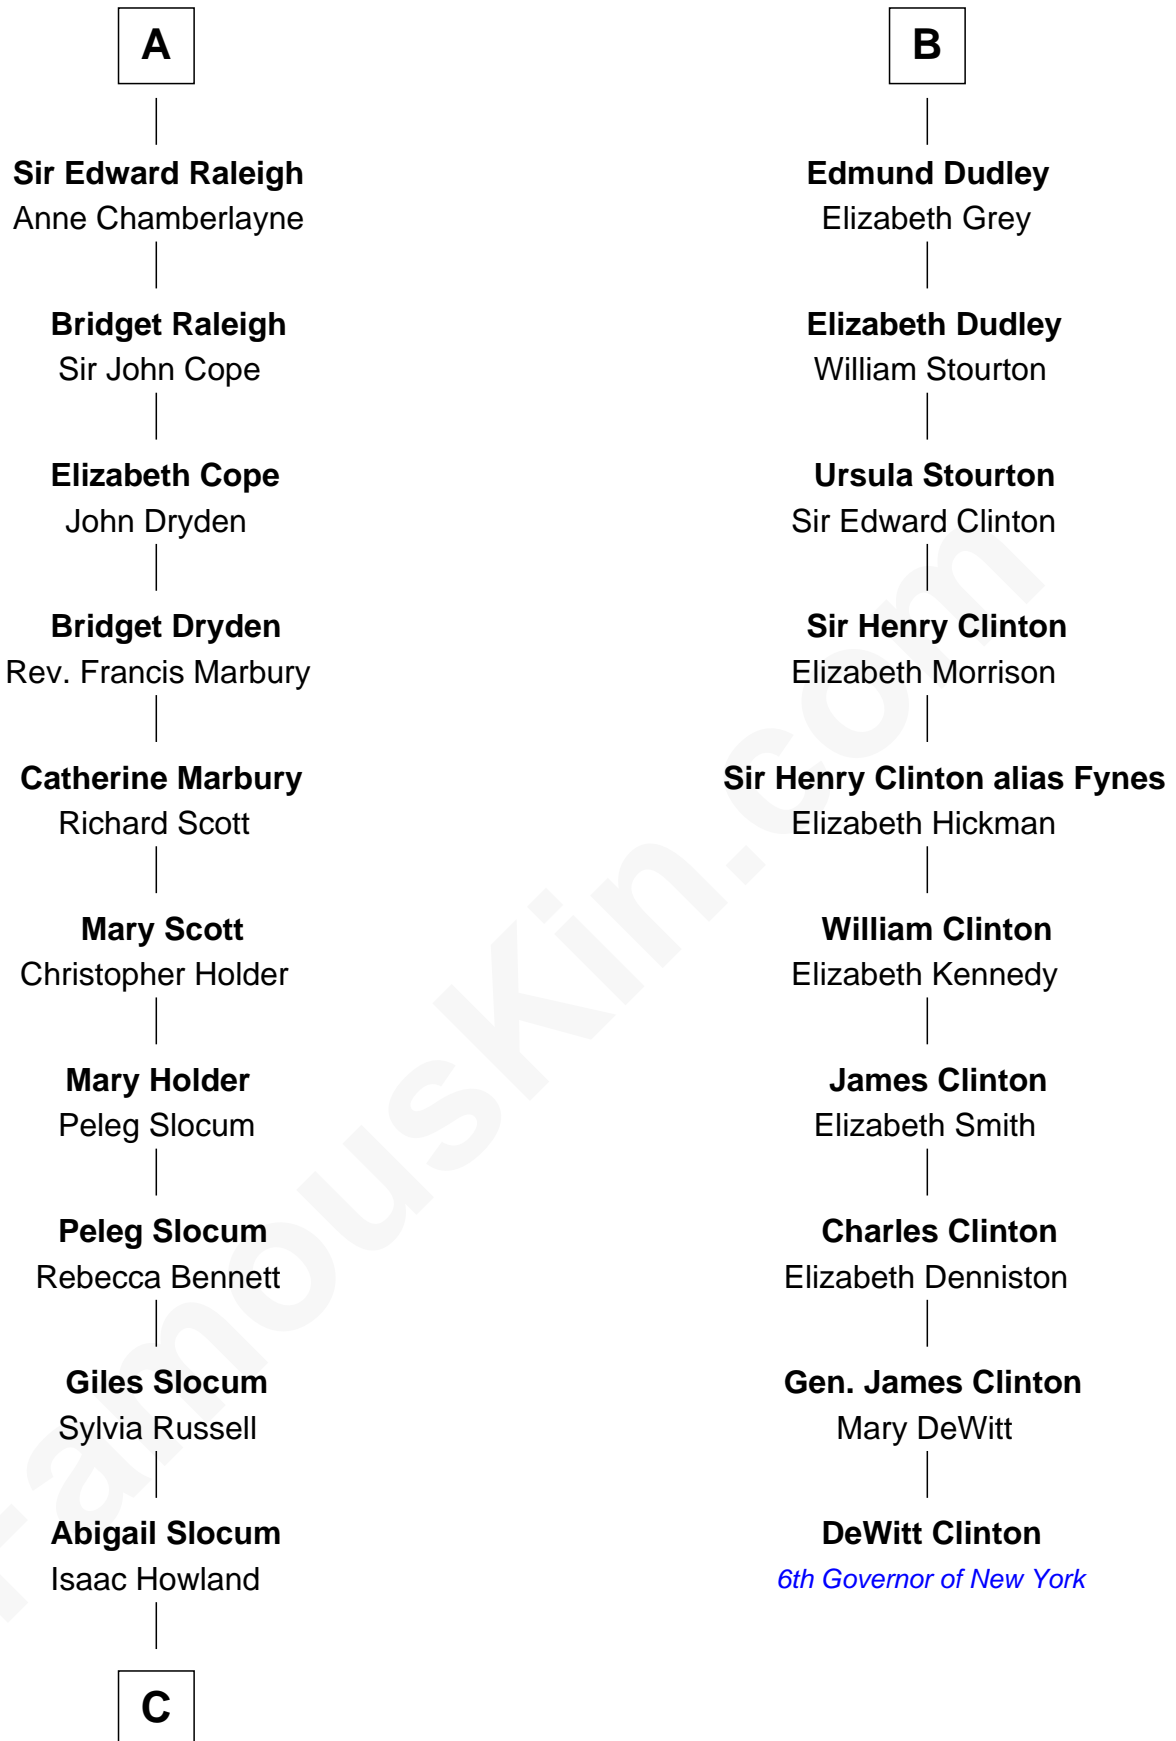 A
Sir Edward Raleigh
Anne Chamberlayne
Bridget Raleigh
Sir John Cope
Elizabeth Cope
John Dryden
Bridget Dryden
Rev. Francis Marbury
Catherine Marbury
Richard Scott
Mary Scott
Christopher Holder
Mary Holder
Peleg Slocum
Peleg Slocum
Rebecca Bennett
Giles Slocum
Sylvia Russell
Abigail Slocum
Isaac Howland
C
B
Edmund Dudley
Elizabeth Grey
Elizabeth Dudley
William Stourton
Ursula Stourton
Sir Edward Clinton
Sir Henry Clinton
Elizabeth Morrison
Sir Henry Clinton alias Fynes
Elizabeth Hickman
William Clinton
Elizabeth Kennedy
James Clinton
Elizabeth Smith
Charles Clinton
Elizabeth Denniston
Gen. James Clinton
Mary DeWitt
DeWitt Clinton
6th Governor of New York
FamousKin.com